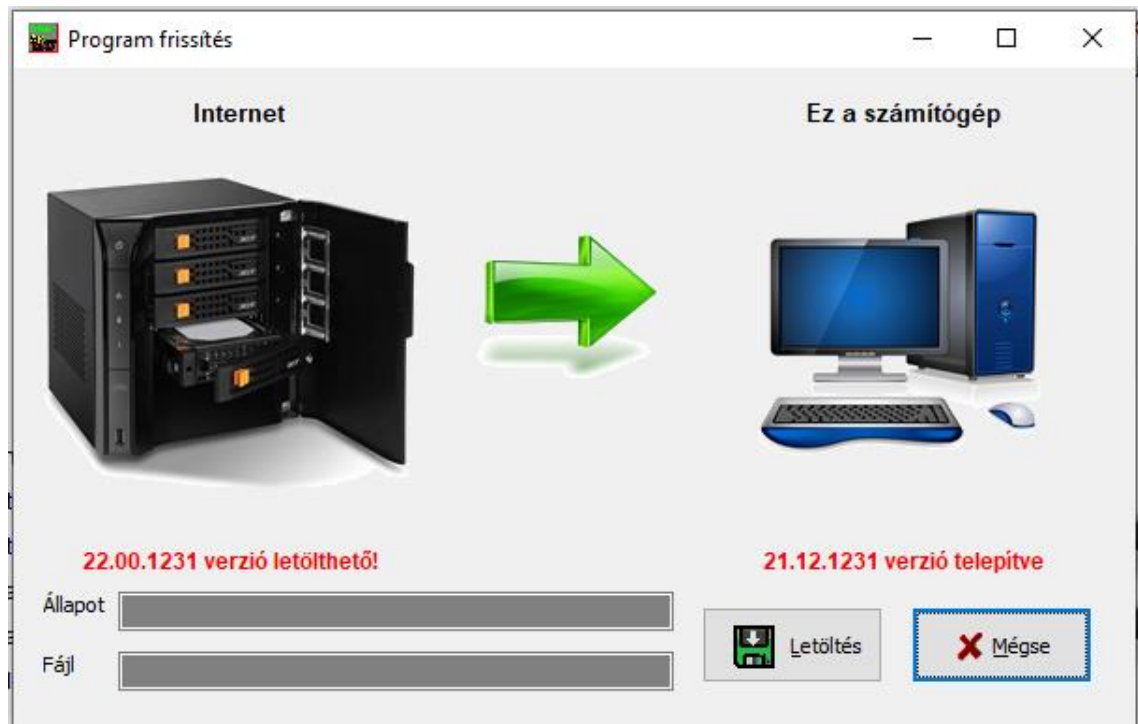 Program frissítés
Internet
Ez a számítógép
22.00.1231 verzió letölthető!
21.12.1231 verzió telepítve
Állapot
Fájl
Letöltés
Mégse